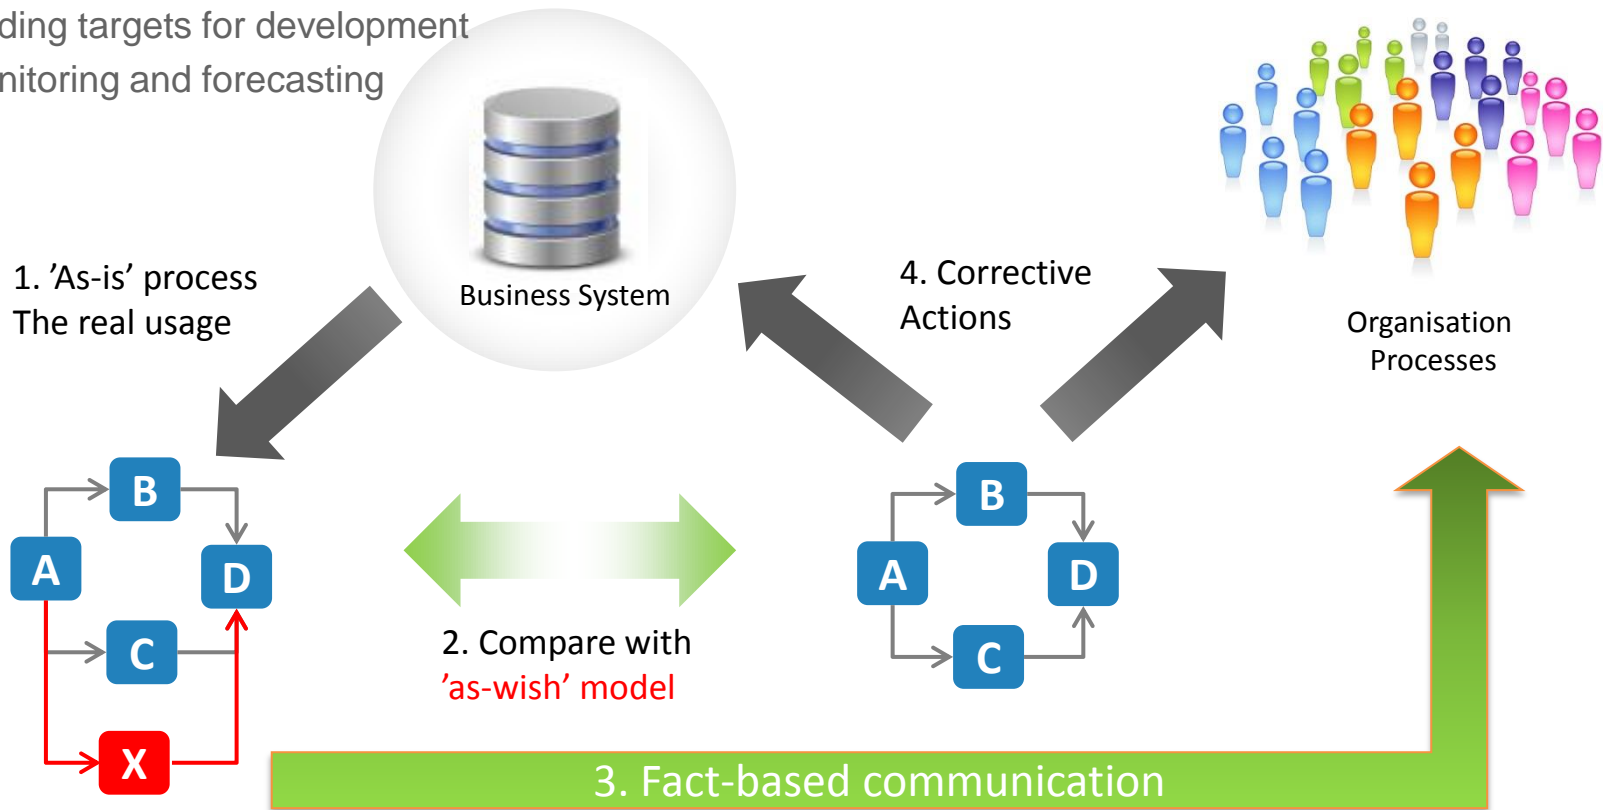 ding targets for development
nitoring and forecasting
Business System
1. ’As-is’ process
The real usage
4. Corrective
Actions
Organisation
Processes
B
A
D
C
X
2. Compare with
’as-wish’ model
B
A
D
C
3. Fact-based communication